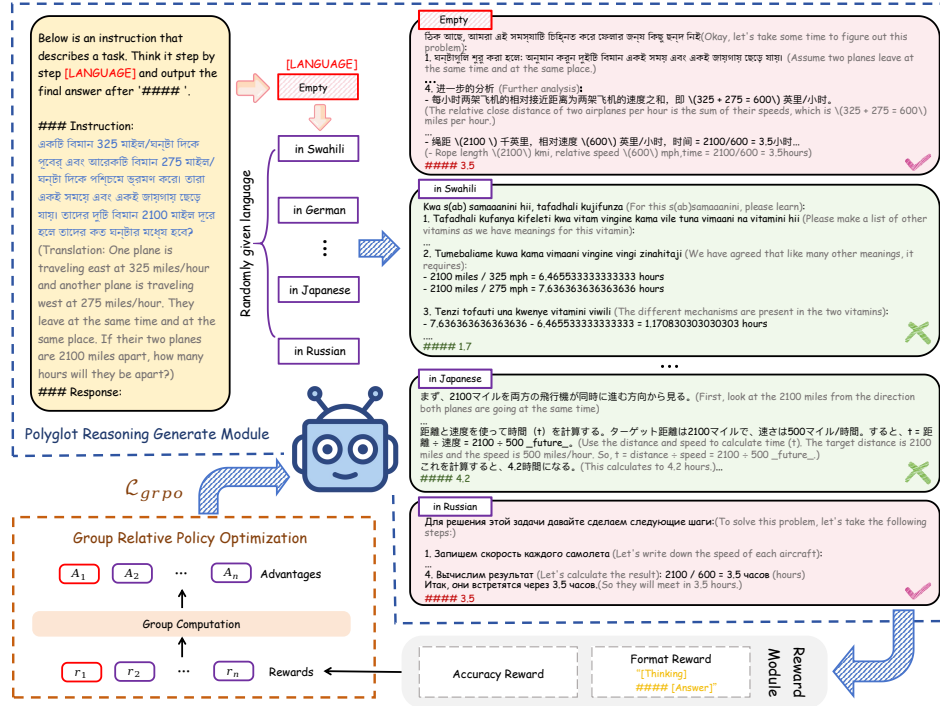 Below is an instruction that
describes a task. Think it step by
step [LANGUAGE] and output the
final answer after '#### '.
### Instruction:
একটি বিমান 325 মাইল/ঘন্টা দিকে
পূবের এবং আরেকটি বিমান 275 মাইল/
ঘন্টা দিকে পশ্চিমে ভ্রমণ করে। তারা
একই সময়ে এবং একই জায়গায় ছেড়ে
যায়। তাদের দুটি বিমান 2100 মাইল দূরে
হলে তাদের কত ঘন্টার মধ্যে হবে?
(Translation: One plane is
traveling east at 325 miles/hour
and another plane is traveling
west at 275 miles/hour. They
leave at the same time and at the
same place. If their two planes
are 2100 miles apart, how many
hours will they be apart?)
### Response:
Polyglot Reasoning Generate Module
[LANGUAGE]
Empty
in Swahili
in German
⋮
in Japanese
in Russian
Randomly given language
Empty
ঠিক আছে, আমরা এই সমস্যাটি চিহ্নিত করে ফেলার জন্য কিছু ছন্দ নিই(Okay, let's take some time to figure out this
problem):
1. ঘন্টাগুলি শুরু করা হলে: অনুমান করুন দুইটি বিমান একই সময় এবং একই জায়গায় ছেড়ে যায়। (Assume two planes leave at
the same time and at the same place.)
...
4. 进一步的分析 (Further analysis):
- 每小时两架飞机的相对接近距离为两架飞机的速度之和，即 \(325 + 275 = 600\) 英里/小时。
(The relative close distance of two airplanes per hour is the sum of their speeds, which is \(325 + 275 = 600\)
miles per hour.)
...
- 绳距 \(2100 \) 千英里，相对速度 \(600\) 英里/小时，时间 = 2100/600 = 3.5小时...
(- Rope length \(2100\) kmi, relative speed \(600\) mph,time = 2100/600 = 3.5hours)
#### 3.5
in Swahili
Kwa s(ab) samaaanini hii, tafadhali kujifunza (For this s(ab)samaaanini, please learn):
1. Tafadhali kufanya kifeleti kwa vitam vingine kama vile tuna vimaani na vitamini hii (Please make a list of other
vitamins as we have meanings for this vitamin):
...
2. Tumebaliame kuwa kama vimaani vingine vingi zinahitaji (We have agreed that like many other meanings, it
requires):
- 2100 miles / 325 mph = 6.465533333333333 hours
- 2100 miles / 275 mph = 7.636363636363636 hours
3. Tenzi tofauti una kwenye vitamini viwili (The different mechanisms are present in the two vitamins):
- 7.636363636363636 - 6.465533333333333 = 1.170830303030303 hours
....
#### 1.7
...
in Japanese
まず、2100マイルを両方の飛行機が同時に進む方向から見る。(First, look at the 2100 miles from the direction
both planes are going at the same time)
...
距離と速度を使って時間（t）を計算する。ターゲット距離は2100マイルで、速さは500マイル/時間。すると、t = 距
離 ÷ 速度 = 2100 ÷ 500 _future_。(Use the distance and speed to calculate time (t). The target distance is 2100
miles and the speed is 500 miles/hour. So, t = distance ÷ speed = 2100 ÷ 500 _future_.)
これを計算すると、4.2時間になる。(This calculates to 4.2 hours.)...
#### 4.2
in Russian
Для решения этой задачи давайте сделаем следующие шаги:(To solve this problem, let's take the following
steps:)
1. Запишем скорость каждого самолета (Let's write down the speed of each aircraft):
...
4. Вычислим результат (Let's calculate the result): 2100 / 600 = 3.5 часов (hours)
Итак, они встретятся через 3.5 часов.(So they will meet in 3.5 hours.)
#### 3.5
ℒgrpo
Group Relative Policy Optimization
A1 A2 ... An Advantages
Group Computation
r1 r2 ... rn Rewards
Accuracy Reward
Format Reward
"[Thinking]
#### [Answer]"
Reward
Module